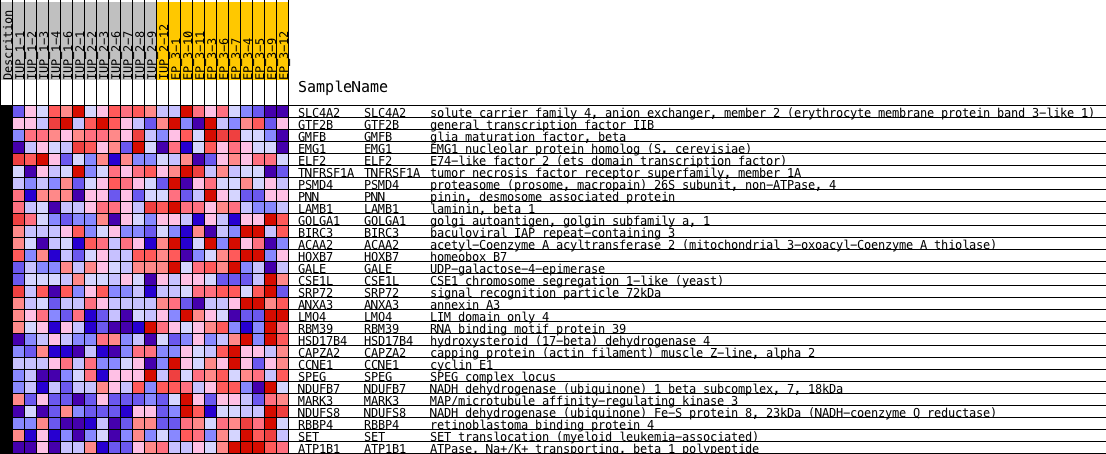 Descrition
IUP_1-1
IUP_1-2
IUP_1-3
IUP_1-4
IUP_1-6
IUP_2-1
IUP_2-2
IUP_2-3
IUP_2-6
IUP_2-7
IUP_2-8
IUP_2-9
IUP_2-12
EP_3-1
EP_3-10
EP_3-11
EP_3-3
EP_3-6
EP_3-7
EP_3-4
EP_3-5
EP_3-9
EP_3-12
SampleName
SLC4A2 SLC4A2 solute carrier family 4, anion exchanger, member 2 (erythrocyte membrane protein band 3-like 1)
GTF2B GTF2B general transcription factor IIB
GMFB GMFB glia maturation factor, beta
EMG1 EMG1 EMG1 nucleolar protein homolog (S. cerevisiae)
ELF2 ELF2 E74-like factor 2 (ets domain transcription factor)
TNFRSF1A TNFRSF1A tumor necrosis factor receptor superfamily, member 1A
PSMD4 PSMD4 proteasome (prosome, macropain) 26S subunit, non-ATPase, 4
PNN PNN pinin, desmosome associated protein
LAMB1 LAMB1 laminin, beta 1
GOLGA1 GOLGA1 golgi autoantigen, golgin subfamily a, 1
BIRC3 BIRC3 baculoviral IAP repeat-containing 3
ACAA2 ACAA2 acetyl-Coenzyme A acyltransferase 2 (mitochondrial 3-oxoacyl-Coenzyme A thiolase)
HOXB7 HOXB7 homeobox B7
GALE GALE UDP-galactose-4-epimerase
CSE1L CSE1L CSE1 chromosome segregation 1-like (yeast)
SRP72 SRP72 signal recognition particle 72kDa
ANXA3 ANXA3 annexin A3
LMO4 LMO4 LIM domain only 4
RBM39 RBM39 RNA binding motif protein 39
HSD17B4 HSD17B4 hydroxysteroid (17-beta) dehydrogenase 4
CAPZA2 CAPZA2 capping protein (actin filament) muscle Z-line, alpha 2
CCNE1 CCNE1 cyclin E1
SPEG SPEG SPEG complex locus
NDUFB7 NDUFB7 NADH dehydrogenase (ubiquinone) 1 beta subcomplex, 7, 18kDa
MARK3 MARK3 MAP/microtubule affinity-regulating kinase 3
NDUFS8 NDUFS8 NADH dehydrogenase (ubiquinone) Fe-S protein 8, 23kDa (NADH-coenzyme Q reductase)
RBBP4 RBBP4 retinoblastoma binding protein 4
SET SET SET translocation (myeloid leukemia-associated)
ATP1B1 ATP1B1 ATPase, Na+/K+ transporting, beta 1 polypeptide